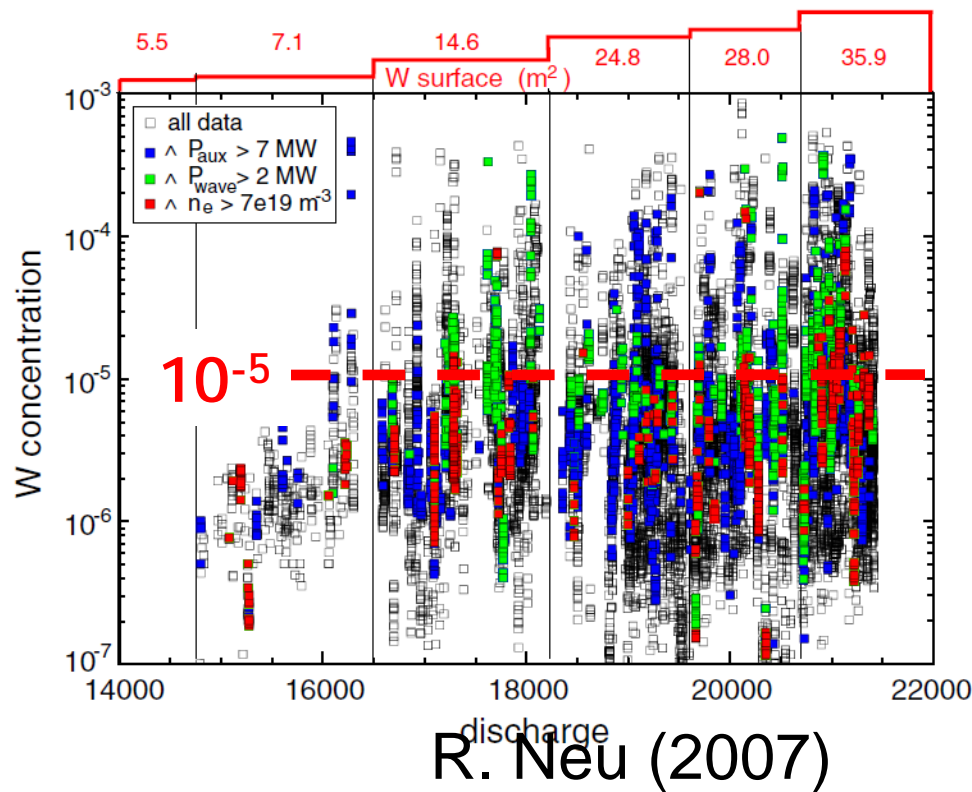 5.5 7.1 14.6 24.8 28.0 35.9
W surface (m²)
10⁻³
□ all data
■ ∧ Pₐᵤₓ > 7 MW
■ ∧ P_wave > 2 MW
■ ∧ nₑ > 7e19 m⁻³
10⁻⁴
10⁻⁵
10⁻⁵
10⁻⁶
10⁻⁷
W concentration
14000 16000 18000 20000 22000
discharge
R. Neu (2007)